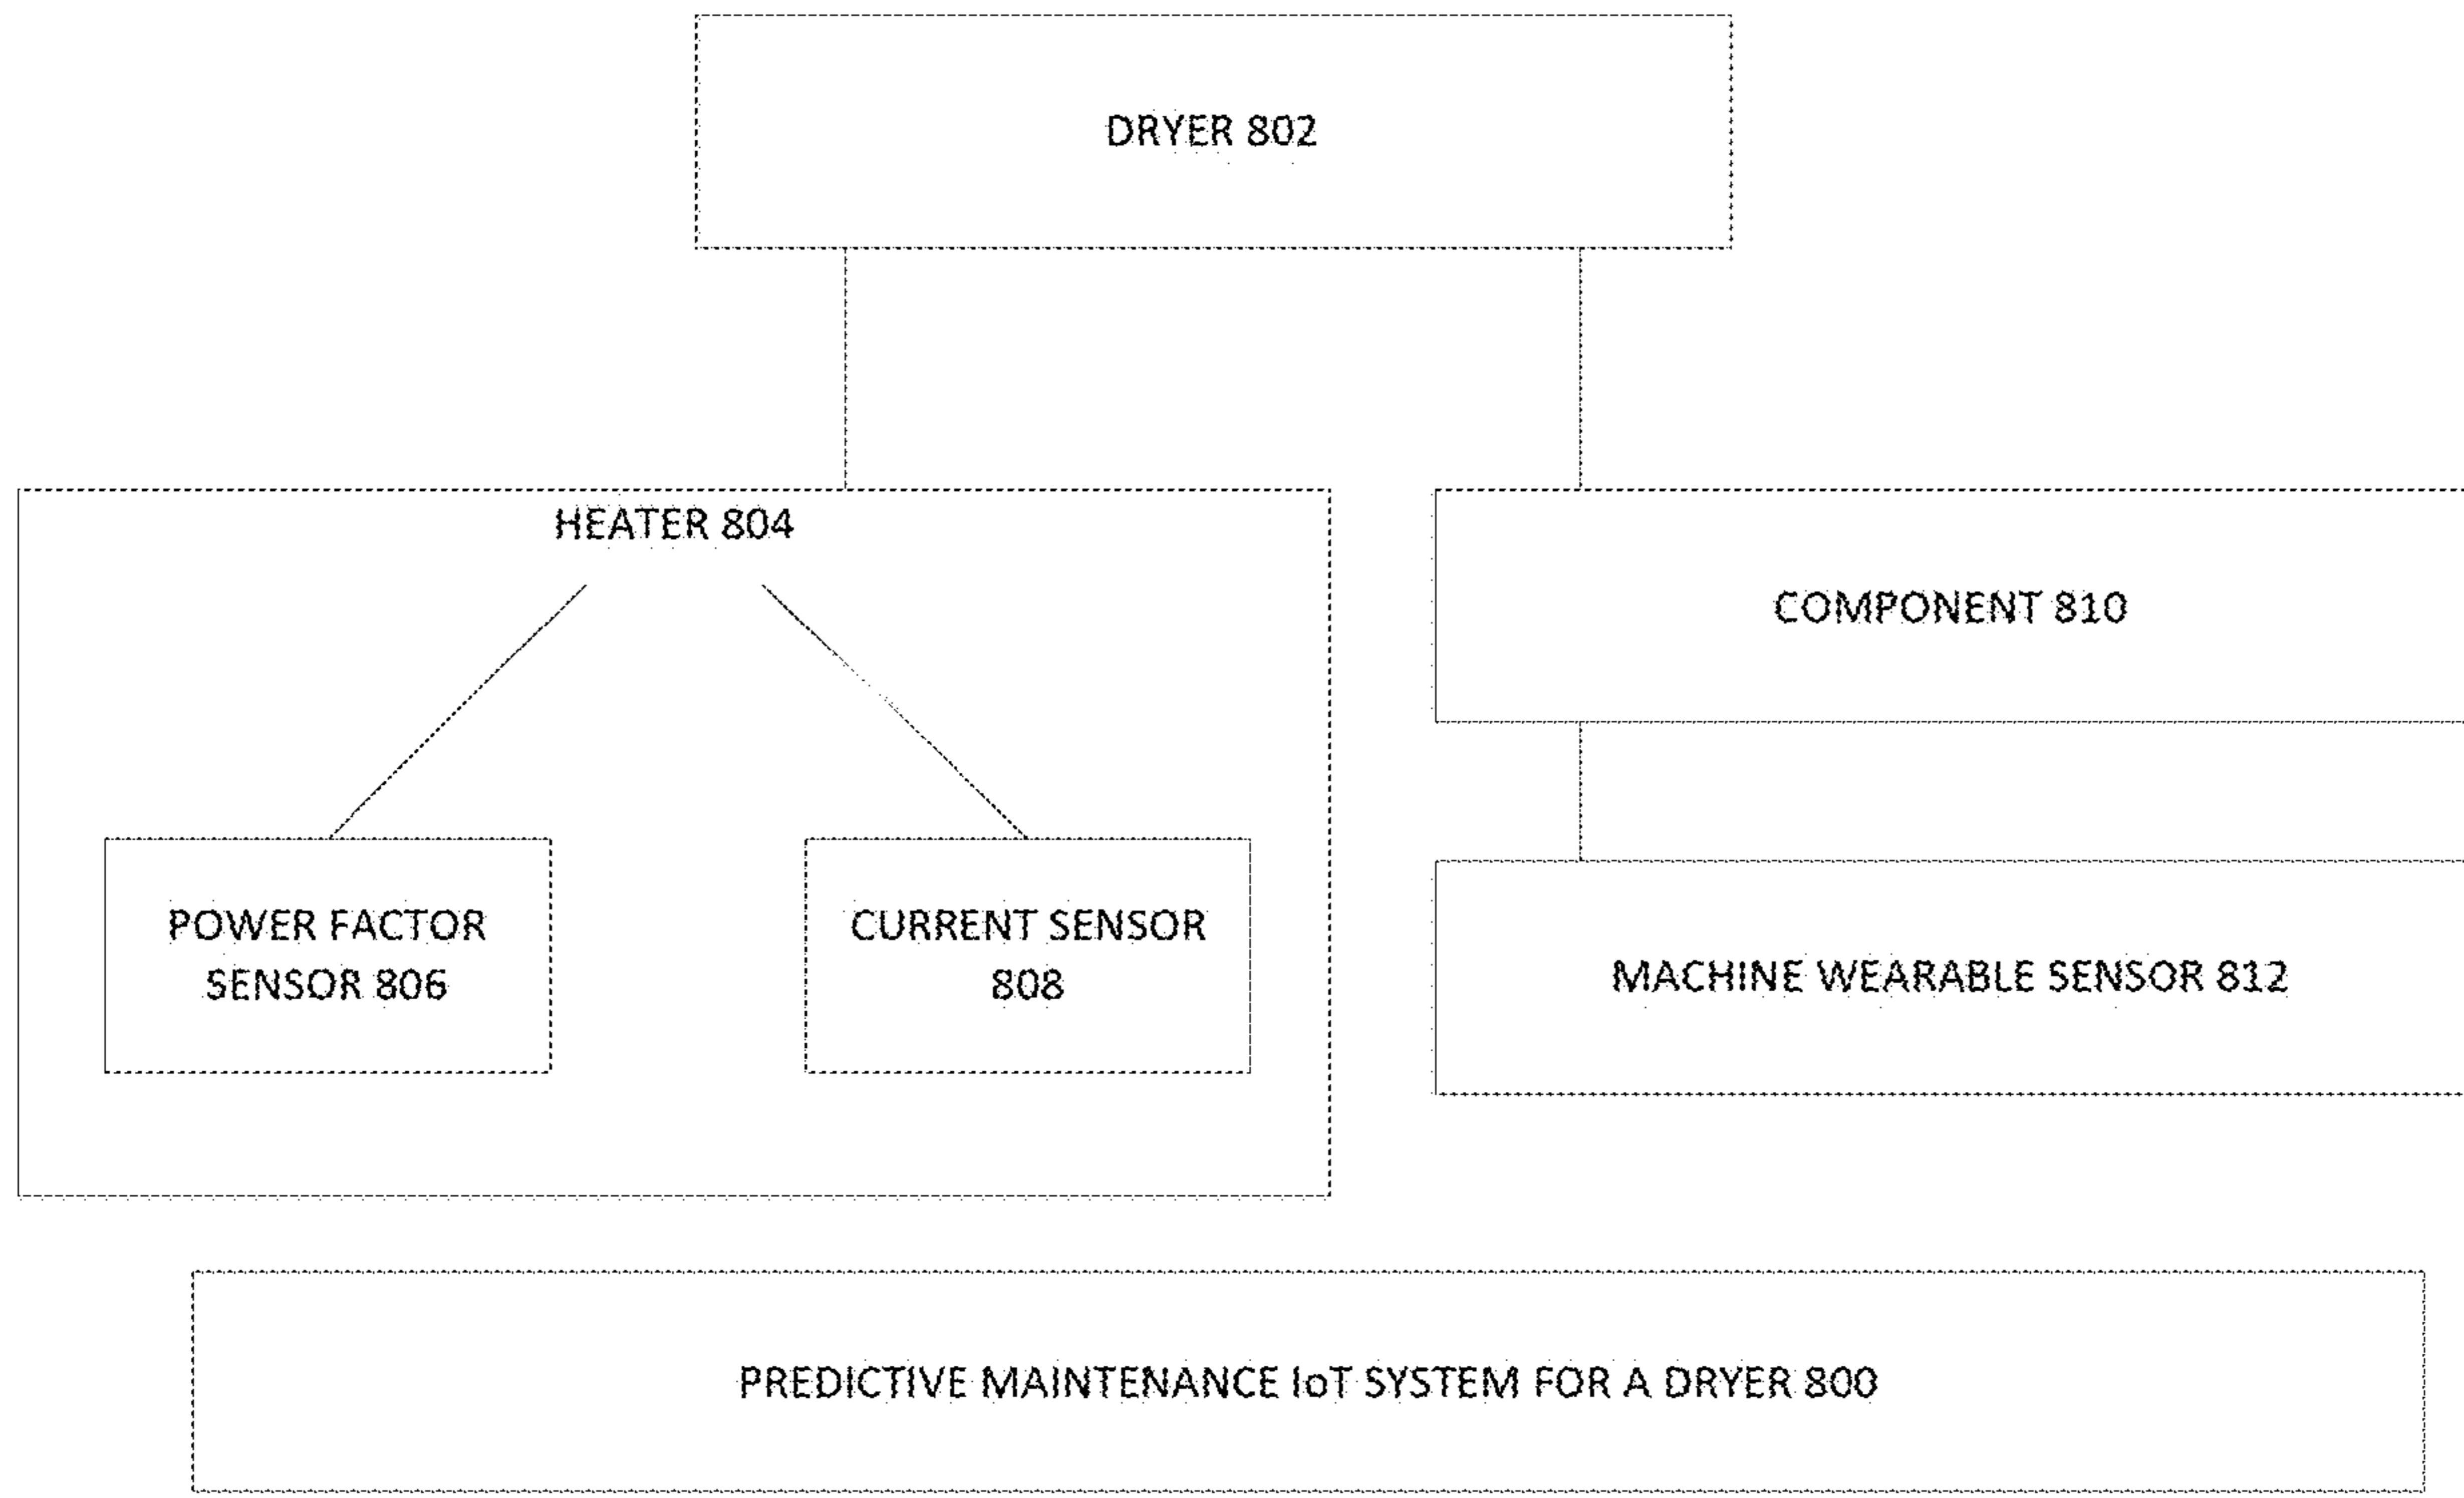 DRYER 802
HEATER 804
COMPONENT 810
POWER FACTOR
SENSOR 806
CURRENT SENSOR
808
MACHINE WEARABLE SENSOR 812
PREDICTIVE MAINTENANCE IoT SYSTEM FOR A DRYER 800